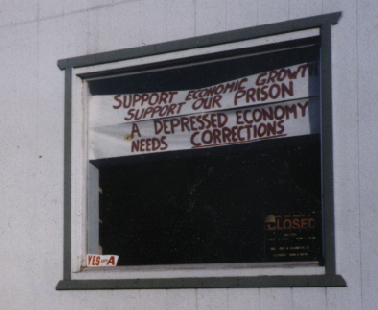 SUPPORT ECONOMIC GROWTH
SUPPORT OUR PRISON
A DEPRESSED ECONOMY
NEEDS CORRECTIONS
CLOSED
YES ON A